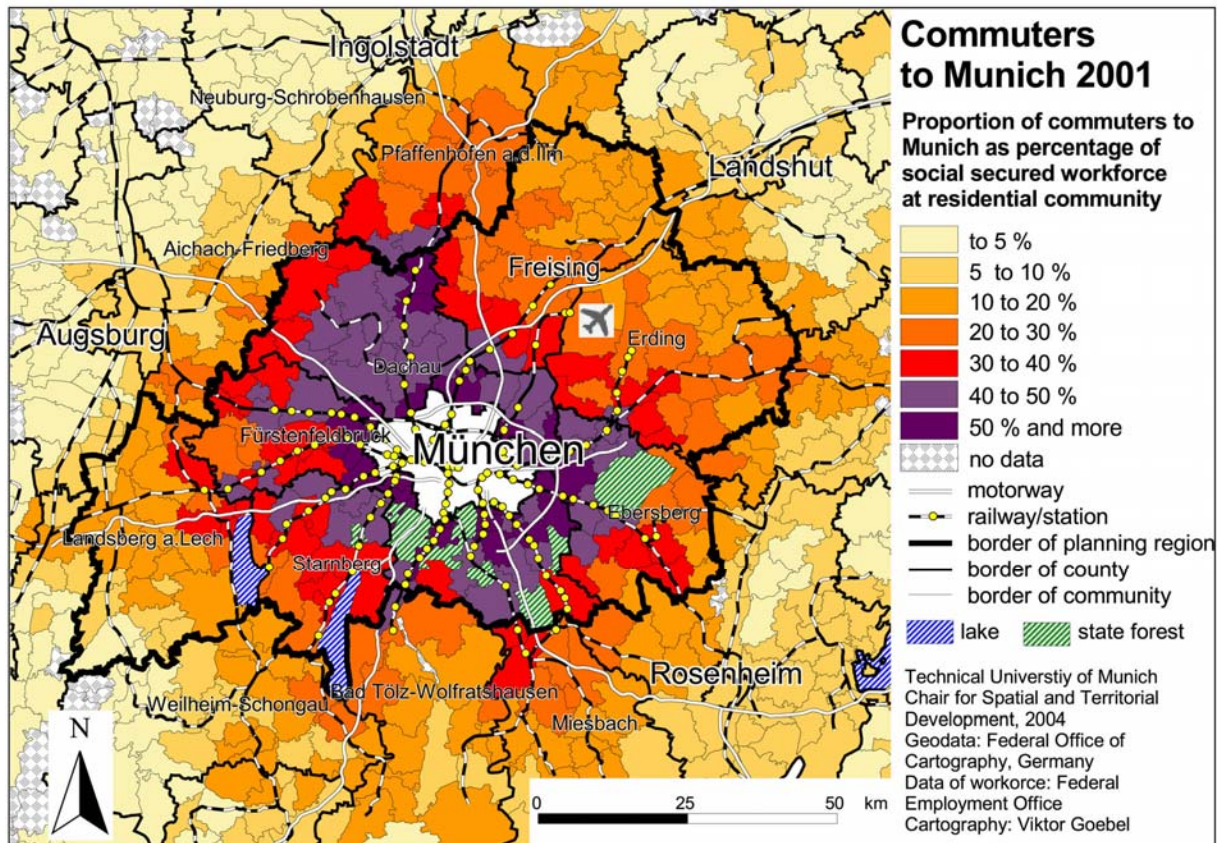 Commuters
to Munich 2001
Proportion of commuters to
Munich as percentage of
social secured workforce
at residential community
to 5 %
5 to 10 %
10 to 20 %
20 to 30 %
30 to 40 %
40 to 50 %
50 % and more
no data
motorway
railway/station
border of planning region
border of county
border of community
lake
state forest
Technical Universtiy of Munich
Chair for Spatial and Territorial
Development, 2004
Geodata: Federal Office of
Cartography, Germany
Data of workorce: Federal
Employment Office
Cartography: Viktor Goebel
Ingolstadt
Neuburg-Schrobenhausen
Pfaffenhofen a.d.Ilm
Landshut
Aichach-Friedberg
Freising
Augsburg
Erding
Dachau
Fürstenfeldbruck
München
Ebersberg
Landsberg a.Lech
Starnberg
Rosenheim
Bad Tölz-Wolfratshausen
Weilheim-Schongau
Miesbach
N
0 25 50 km